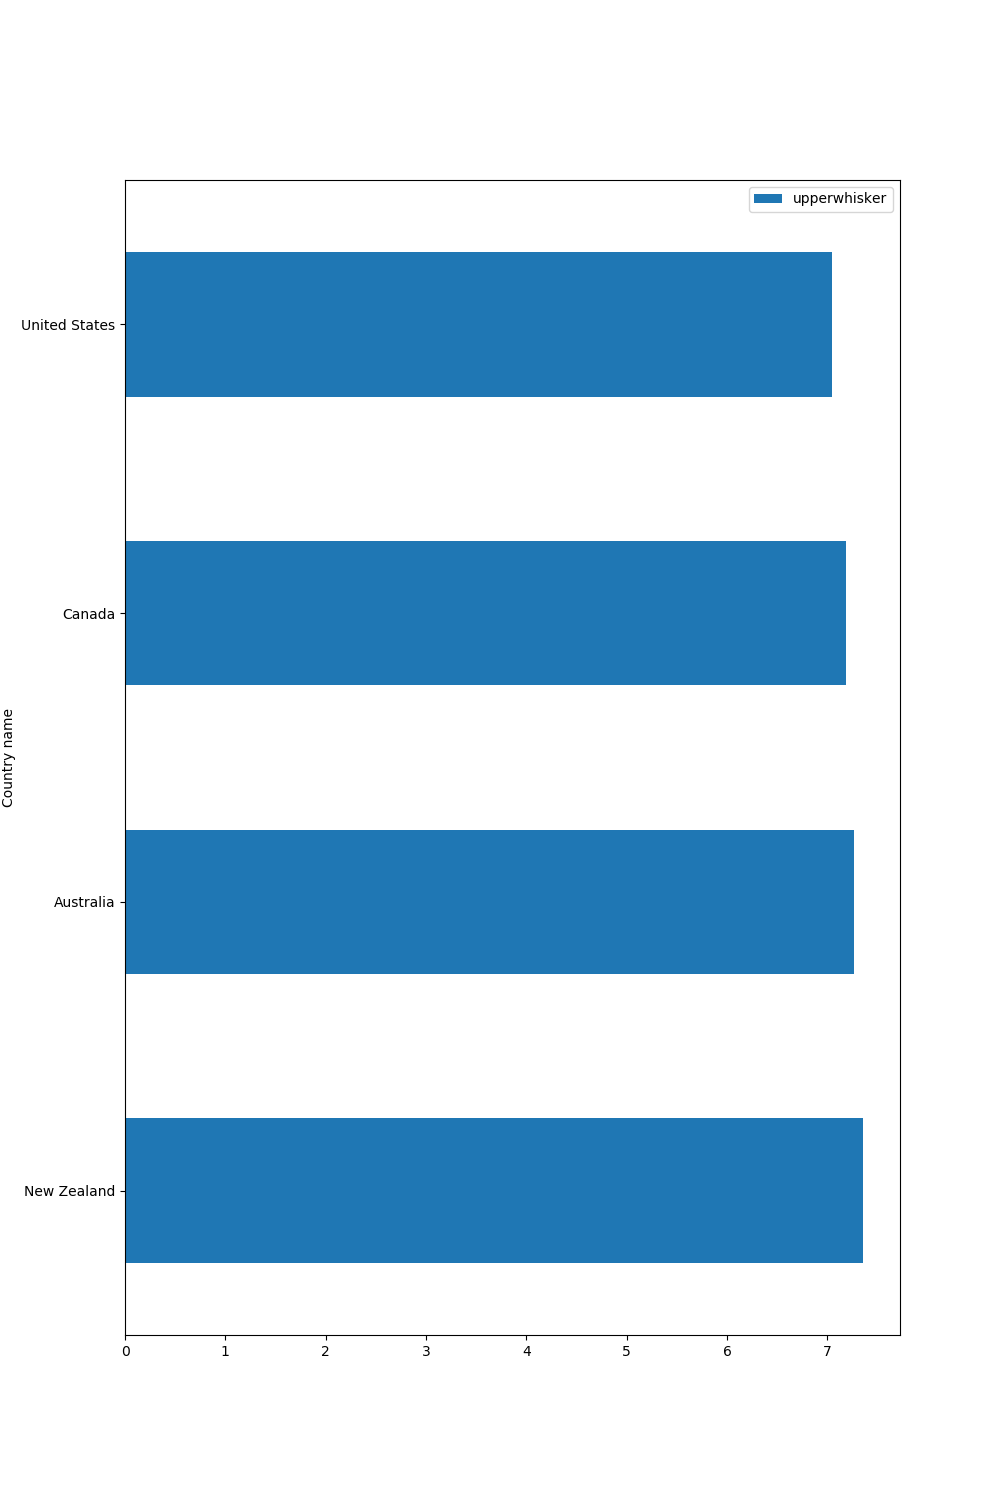 upperwhisker
United States
Canada
Country name
Australia
New Zealand
0 1 2 3 4 5 6 7